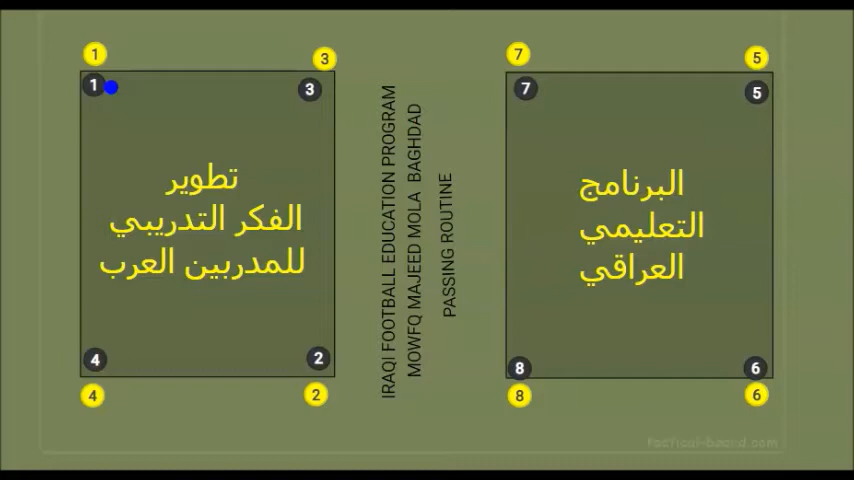 1 3 7 5
1 3 7 5
تطوير
الفكر التدريبي
للمدربين العرب
IRAQI FOOTBALL EDUCATION PROGRAM
MOWFQ MAJEED MOLA BAGHDAD
PASSING ROUTINE
البرنامج
التعليمي
العراقي
4 2 8 6
4 2 8 6
tactical-board.com